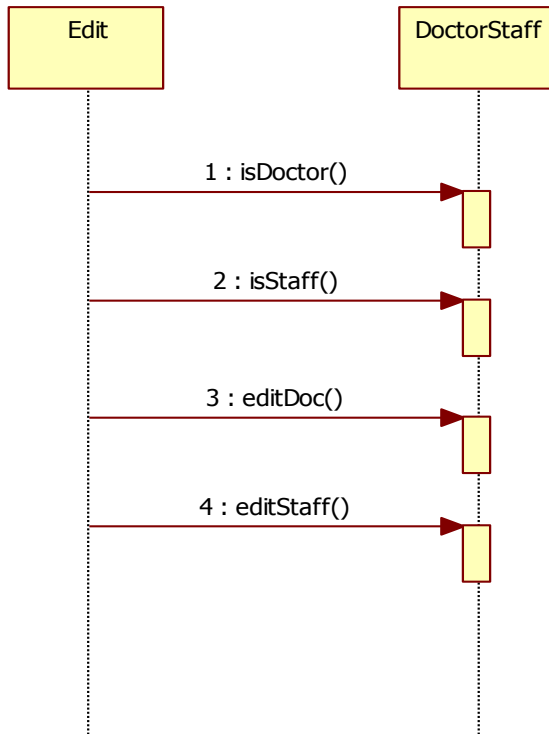 Edit
DoctorStaff
1 : isDoctor()
2 : isStaff()
3 : editDoc()
4 : editStaff()